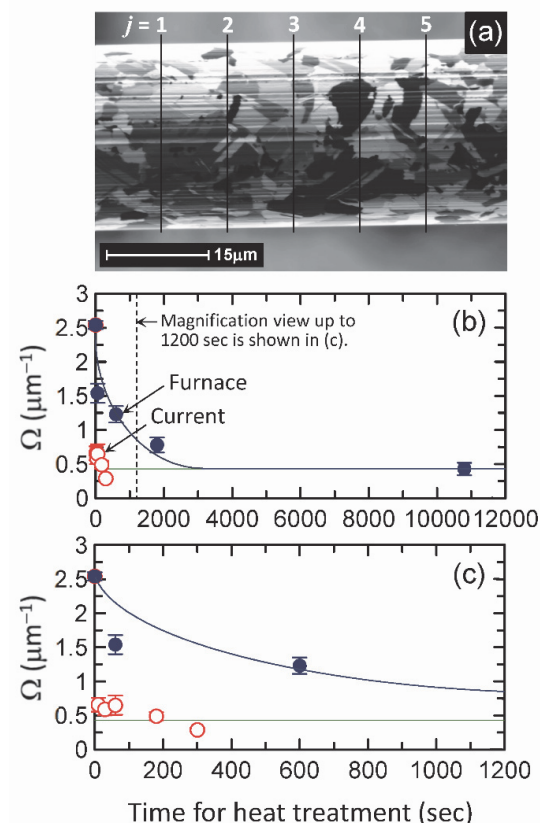 j = 1 2 3 4 5 (a)
15μm
(b)
Magnification view up to
1200 sec is shown in (c).
Furnace
Current
Ω (μm⁻¹)
3
2.5
2
1.5
1
0.5
0
0 2000 4000 6000 8000 10000 12000
(c)
Ω (μm⁻¹)
3
2.5
2
1.5
1
0.5
0
0 200 400 600 800 1000 1200
Time for heat treatment (sec)